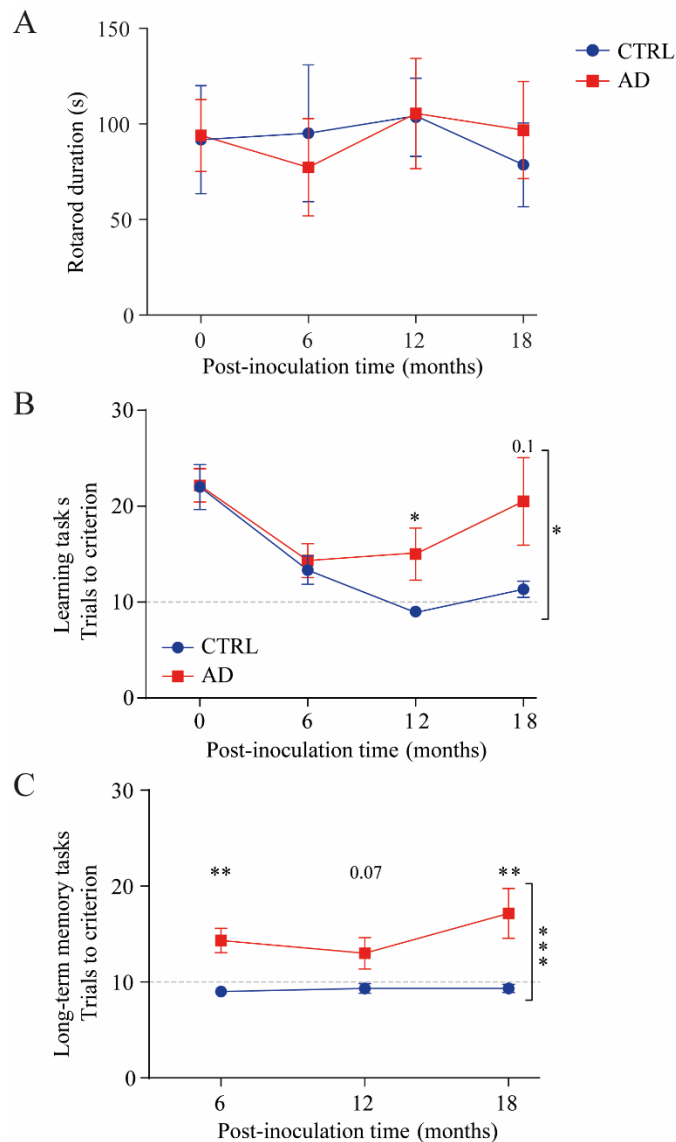 A
150
100
50
0
Rotarod duration (s)
CTRL
AD
0 6 12 18
Post-inoculation time (months)
B
30
20
10
0
Learning task s
Trials to criterion
0.1
*
*
CTRL
AD
0 6 12 18
Post-inoculation time (months)
C
30
20
10
0
Long-term memory tasks
Trials to criterion
** 0.07 **
***
6 12 18
Post-inoculation time (months)